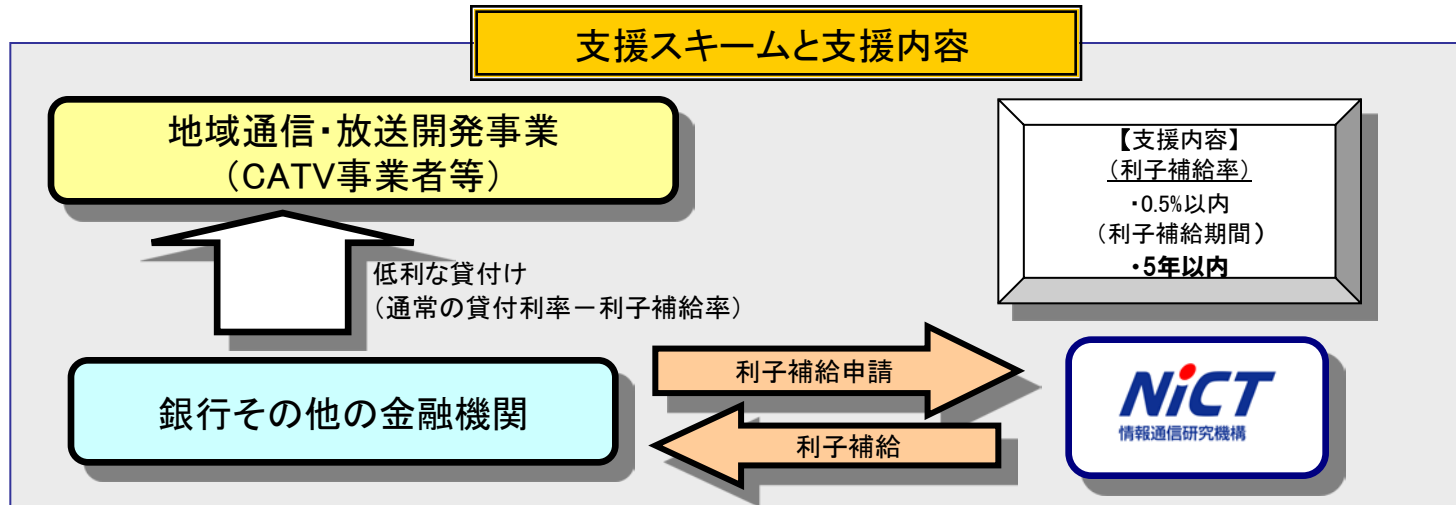 支援スキームと支援内容
地域通信・放送開発事業
（CATV事業者等）
【支援内容】
（利子補給率）
・0.5%以内
（利子補給期間）
・5年以内
低利な貸付け
（通常の貸付利率－利子補給率）
利子補給申請
銀行その他の金融機関
利子補給
NiCT
情報通信研究機構